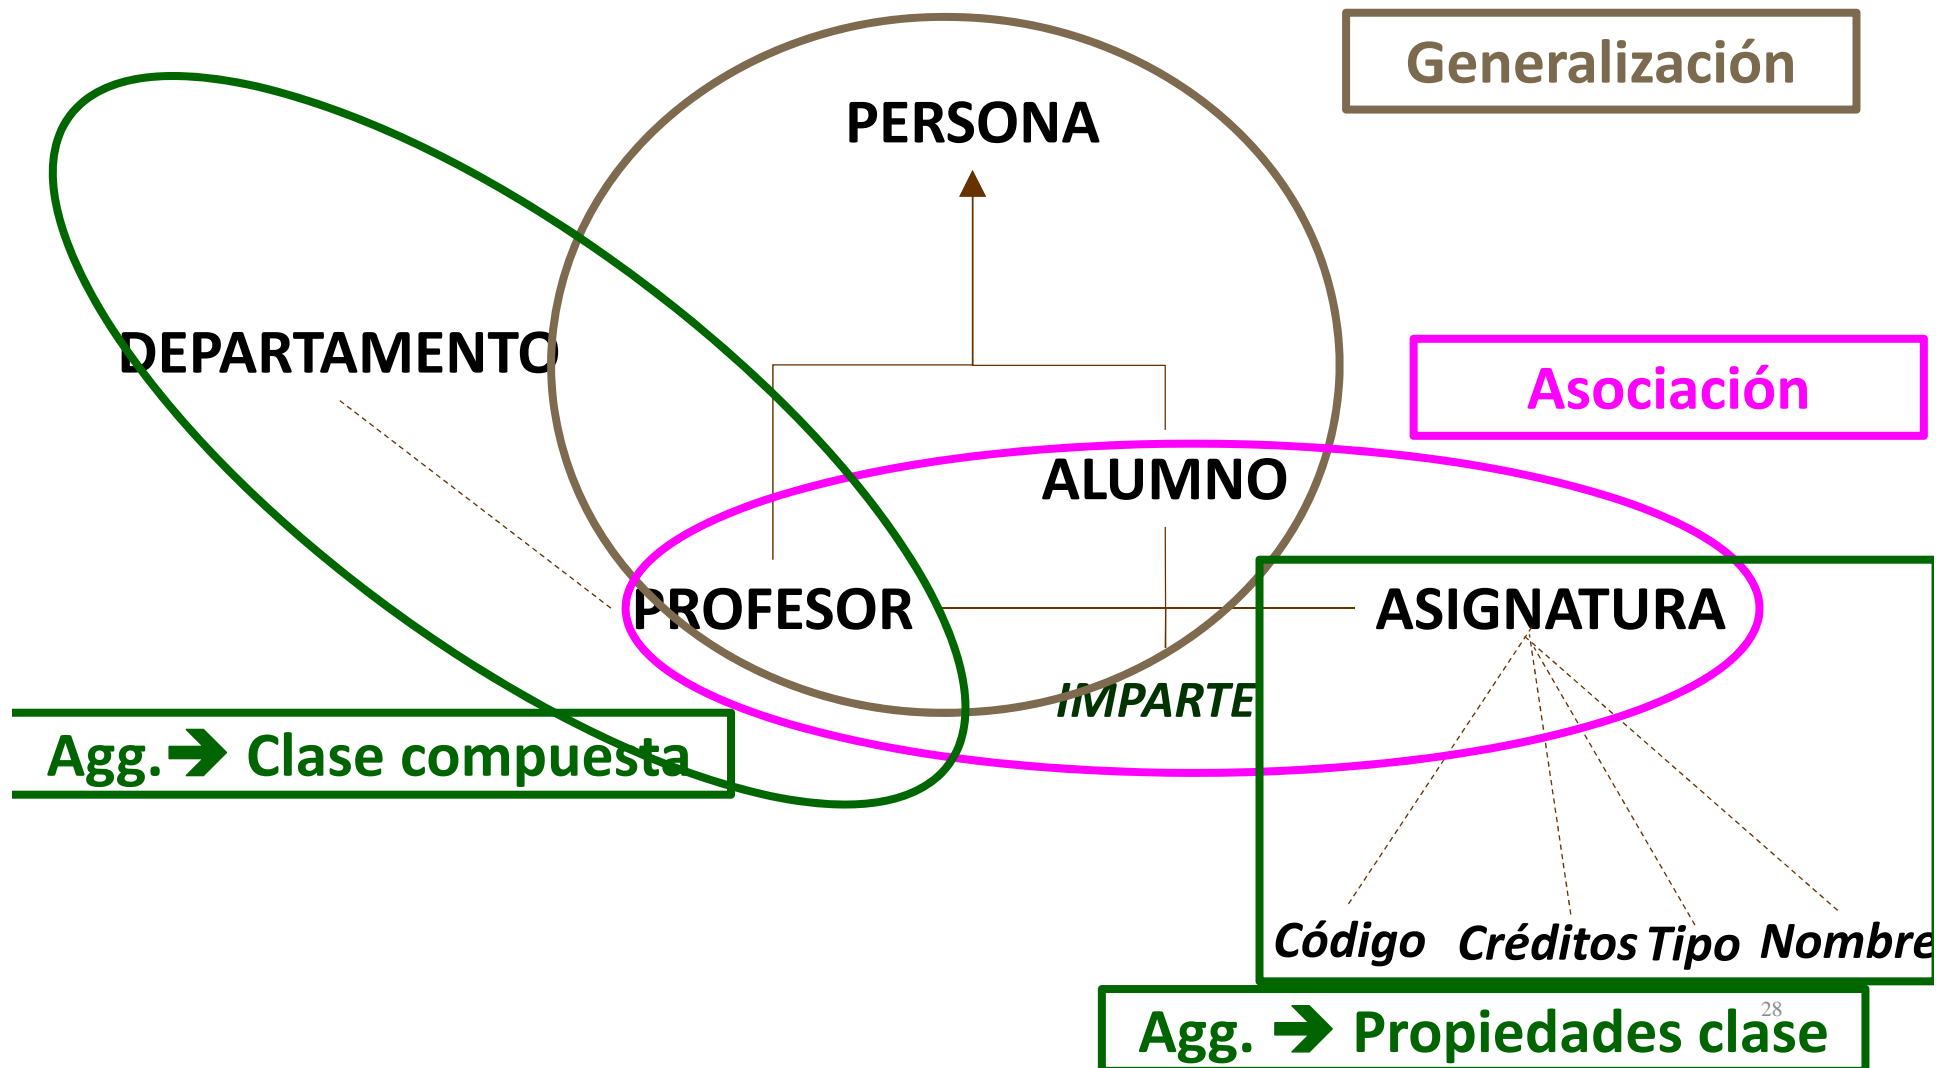 Generalización
PERSONA
DEPARTAMENTO
Asociación
ALUMNO
PROFESOR
ASIGNATURA
IMPARTE
Agg.➔ Clase compuesta
Código Créditos Tipo Nombre
28
Agg. ➔ Propiedades clase